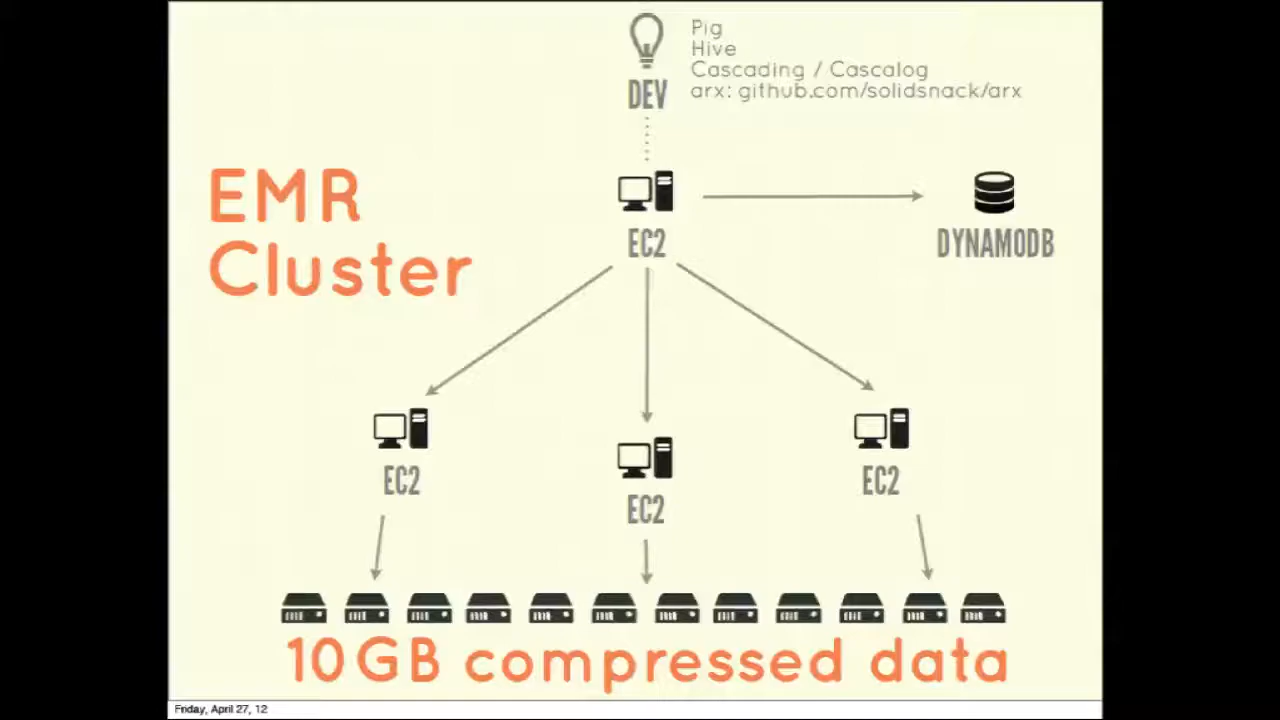 Pig
Hive
Cascading / Cascalog
DEV
arx: github.com/solidsnack/arx
EMR
Cluster
EC2
DYNAMODB
EC2
EC2
EC2
10GB compressed data
Friday, April 27, 12